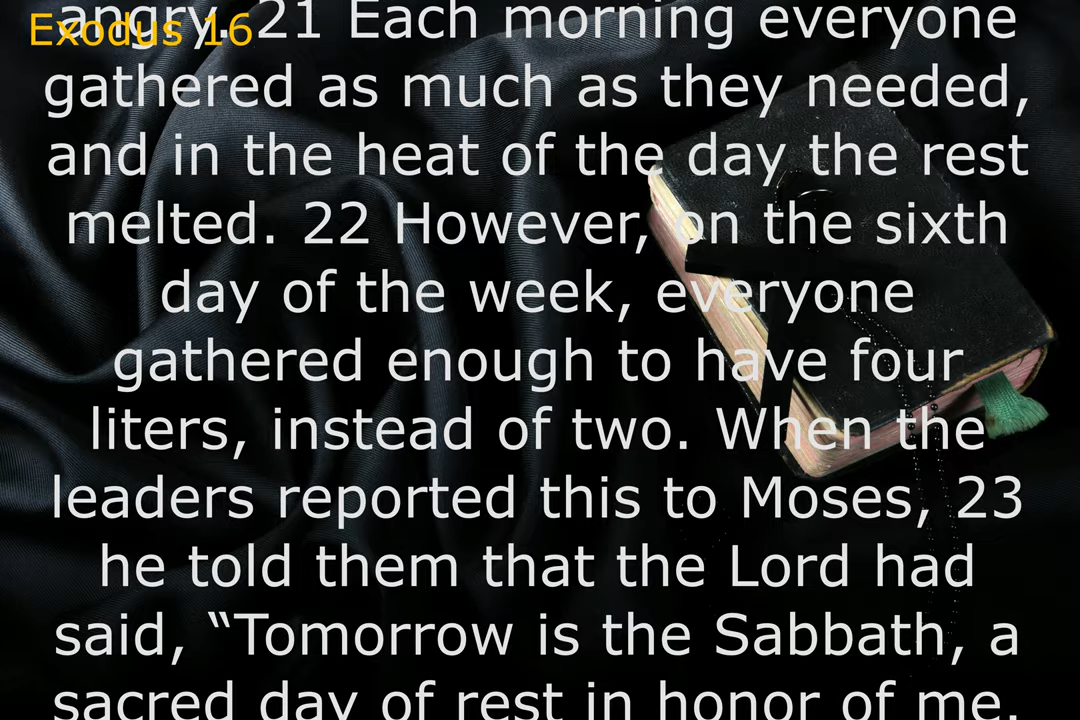 Exodus 16
angry. 21 Each morning everyone
gathered as much as they needed,
and in the heat of the day the rest
melted. 22 However, on the sixth
day of the week, everyone
gathered enough to have four
liters, instead of two. When the
leaders reported this to Moses, 23
he told them that the Lord had
said, “Tomorrow is the Sabbath, a
sacred day of rest in honor of me.